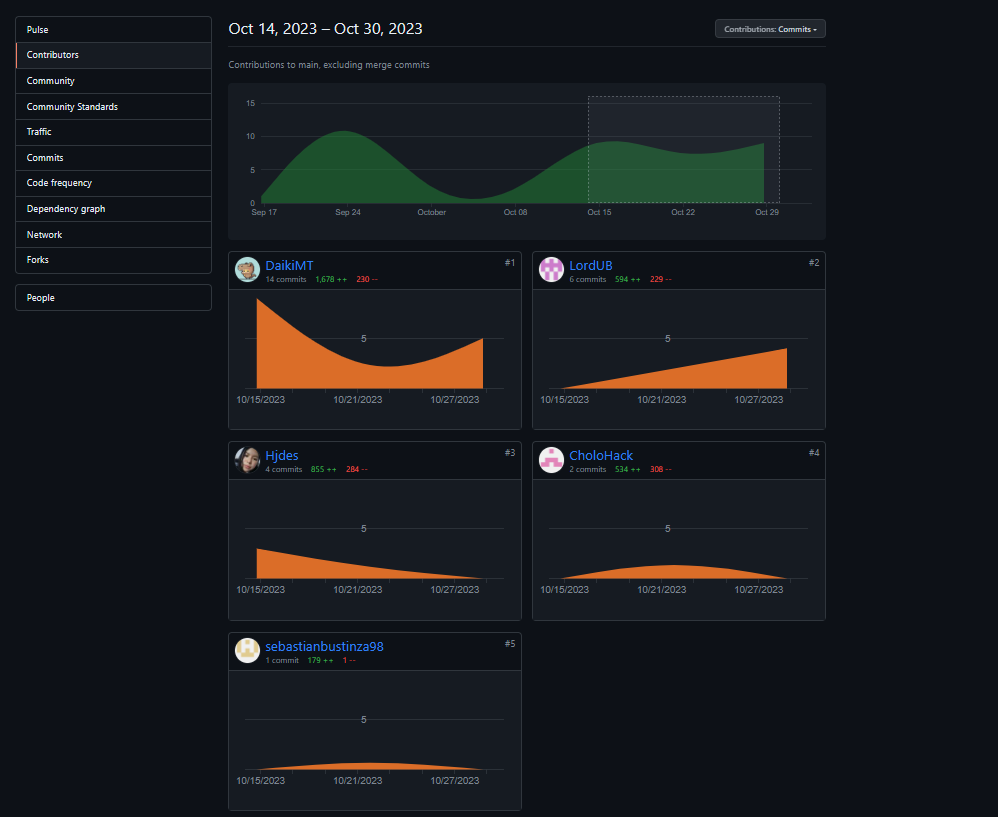 Pulse
Contributors
Community
Community Standards
Traffic
Commits
Code frequency
Dependency graph
Network
Forks
People
Oct 14, 2023 – Oct 30, 2023
Contributions: Commits
Contributions to main, excluding merge commits
15
10
5
0
Sep 17 Sep 24 October Oct 08 Oct 15 Oct 22 Oct 29
DaikiMT #1
14 commits 1,678 ++ 230 --
5
10/15/2023 10/21/2023 10/27/2023
LordUB #2
6 commits 594 ++ 229 --
5
10/15/2023 10/21/2023 10/27/2023
Hjdes #3
4 commits 855 ++ 284 --
5
10/15/2023 10/21/2023 10/27/2023
CholoHack #4
2 commits 534 ++ 308 --
5
10/15/2023 10/21/2023 10/27/2023
sebastianbustinza98 #5
1 commit 179 ++ 1 --
5
10/15/2023 10/21/2023 10/27/2023